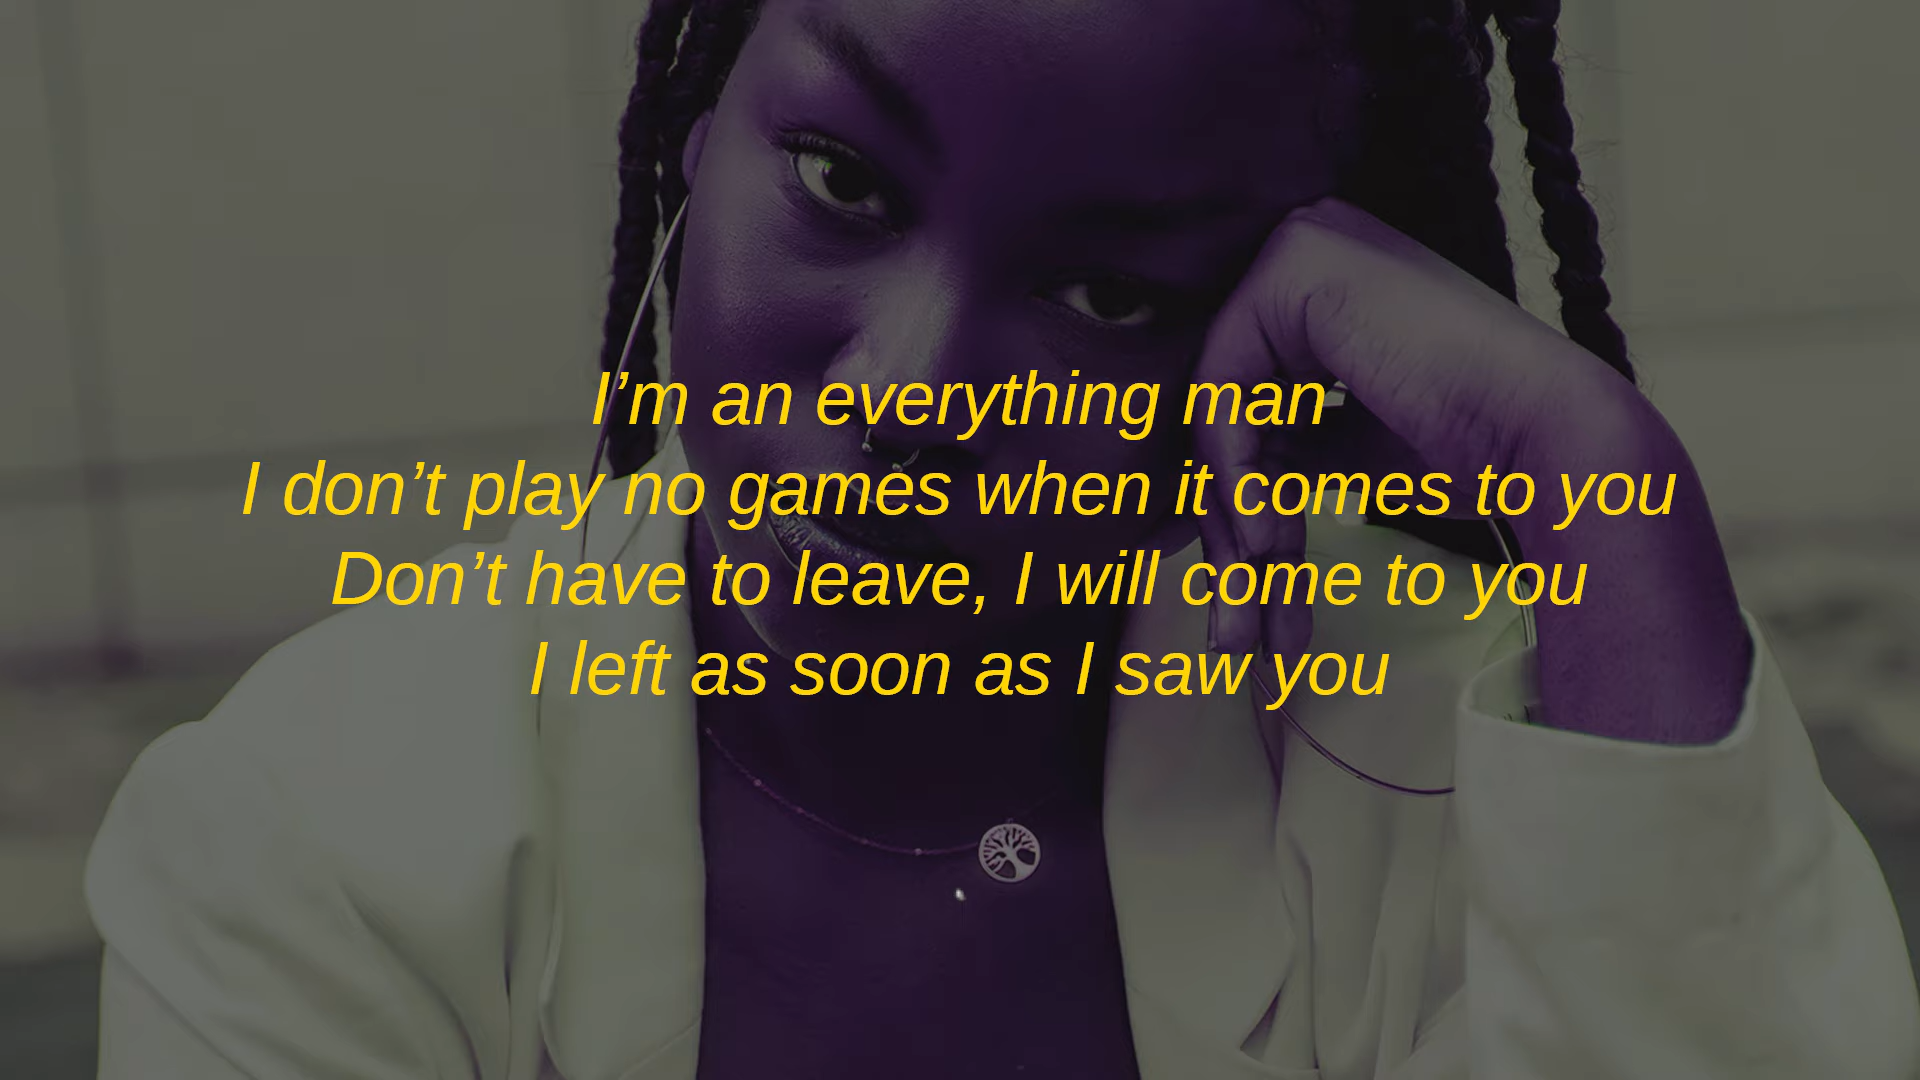 I’m an everything man
I don’t play no games when it comes to you
Don’t have to leave, I will come to you
I left as soon as I saw you